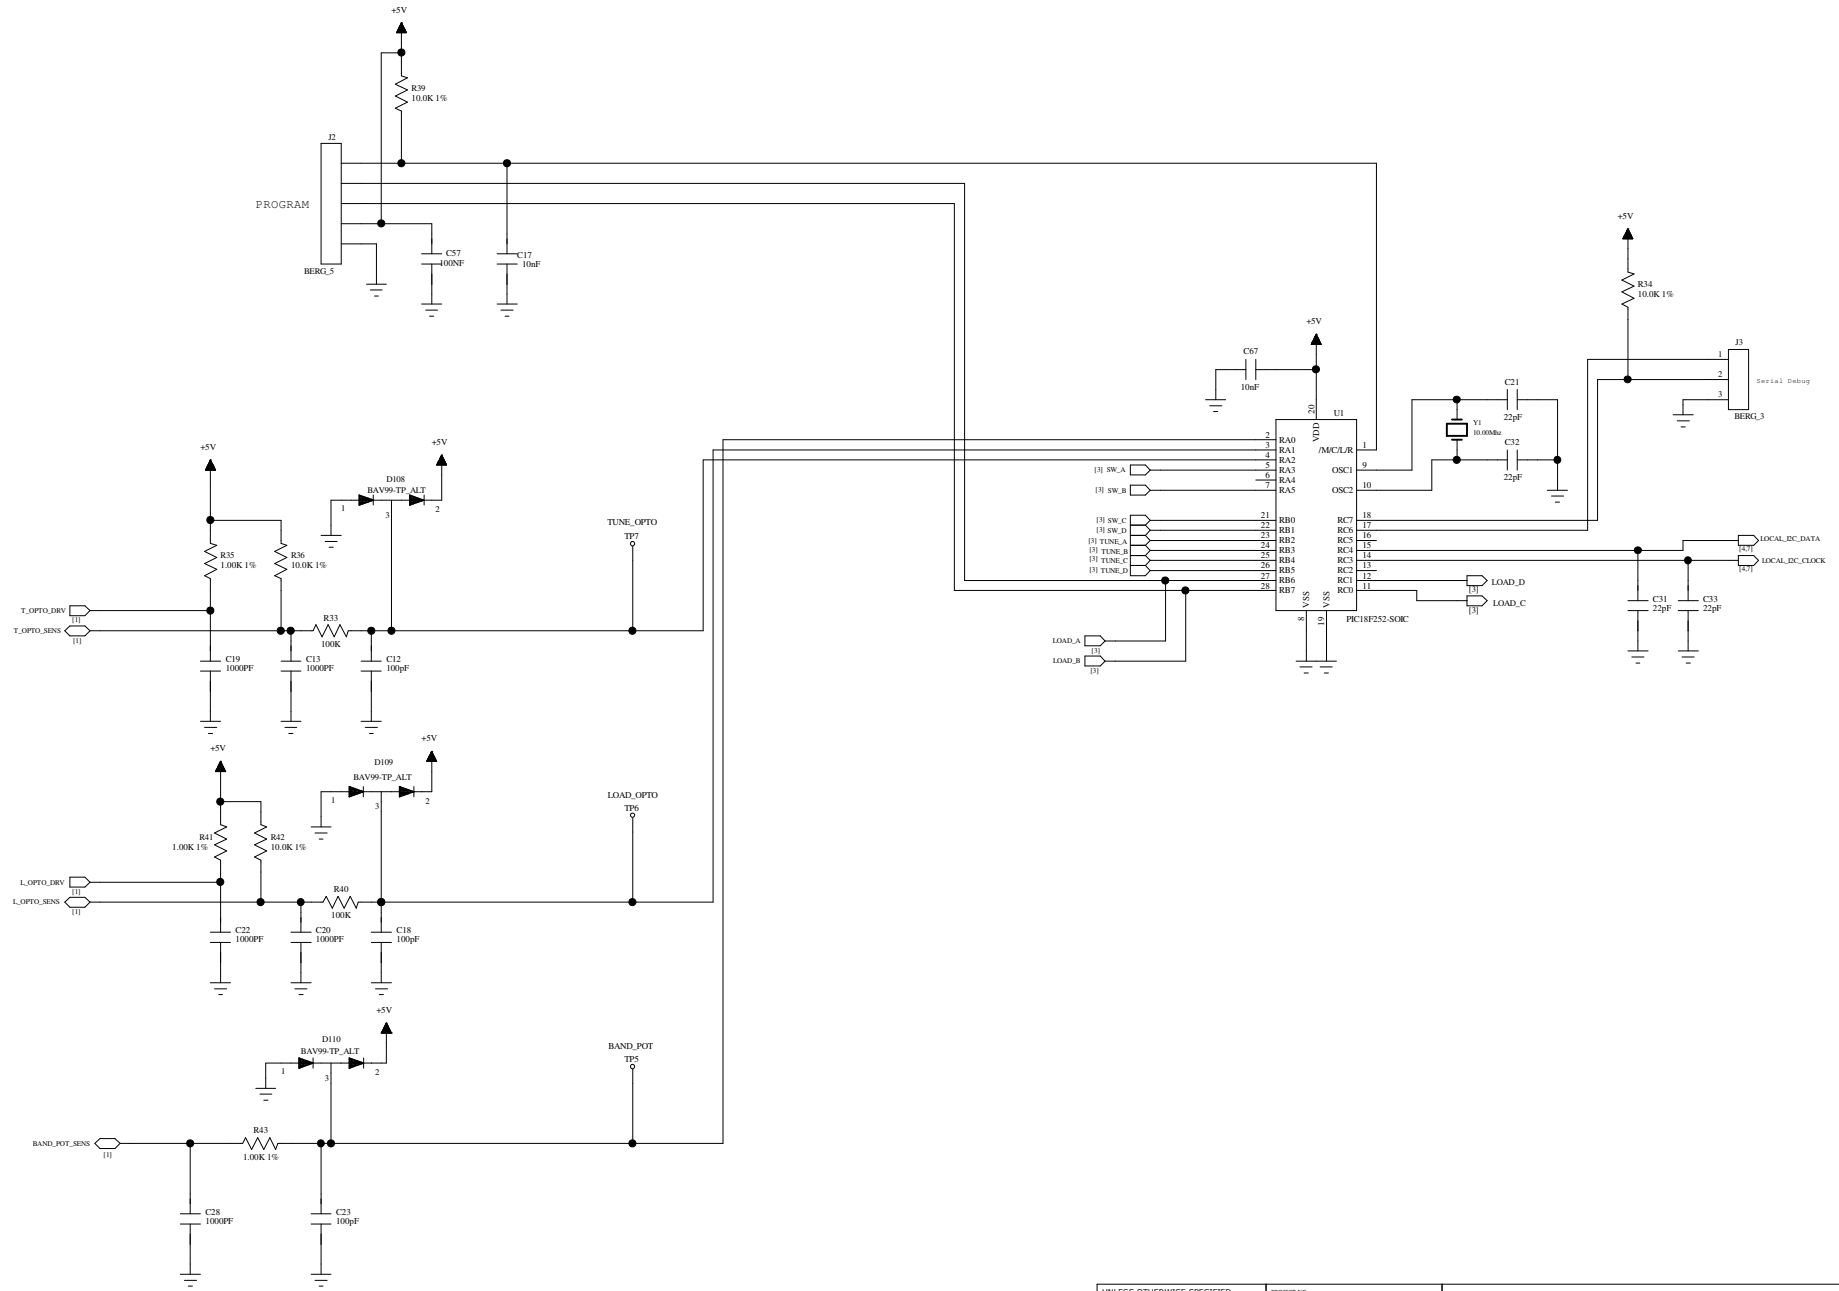 +5V
R39
10.0K 1%
J2
PROGRAM
BERG_5
C57
100NF
C17
10nF
+5V
R34
10.0K 1%
J3
1
2
3
Serial Debug
BERG_3
+5V
C67
10nF
20
U1
VDD
2 RA0
3 RA1
4 RA2
5 RA3
6 RA4
7 RA5
21 RB0
22 RB1
23 RB2
24 RB3
25 RB4
26 RB5
27 RB6
28 RB7
/M/C/L/R 1
OSC1 9
OSC2 10
RC7 18
RC6 17
RC5 16
RC4 15
RC3 14
RC2 13
RC1 12
RC0 11
VSS
VSS
8
19
PIC18F252-SOIC
[3] SW_A
[3] SW_B
[3] SW_C
[3] SW_D
[3] TUNE_A
[3] TUNE_B
[3] TUNE_C
[3] TUNE_D
LOAD_A
[3]
LOAD_B
[3]
C21
22pF
Y1
10.00Mhz
C32
22pF
LOCAL_I2C_DATA
[4,7]
LOCAL_I2C_CLOCK
[4,7]
LOAD_D
[3]
LOAD_C
[3]
C31
22pF
C33
22pF
+5V
R35
1.00K 1%
R36
10.0K 1%
+5V
D108
BAV99-TP_ALT
1
3
2
TUNE_OPTO
TP7
T_OPTO_DRV
[1]
T_OPTO_SENS
[1]
R33
100K
C19
1000PF
C13
1000PF
C12
100pF
+5V
R41
1.00K 1%
R42
10.0K 1%
+5V
D109
BAV99-TP_ALT
1
3
2
LOAD_OPTO
TP6
L_OPTO_DRV
[1]
L_OPTO_SENS
[1]
R40
100K
C22
1000PF
C20
1000PF
C18
100pF
+5V
D110
BAV99-TP_ALT
1
3
2
BAND_POT
TP5
BAND_POT_SENS
[1]
R43
1.00K 1%
C28
1000PF
C23
100pF